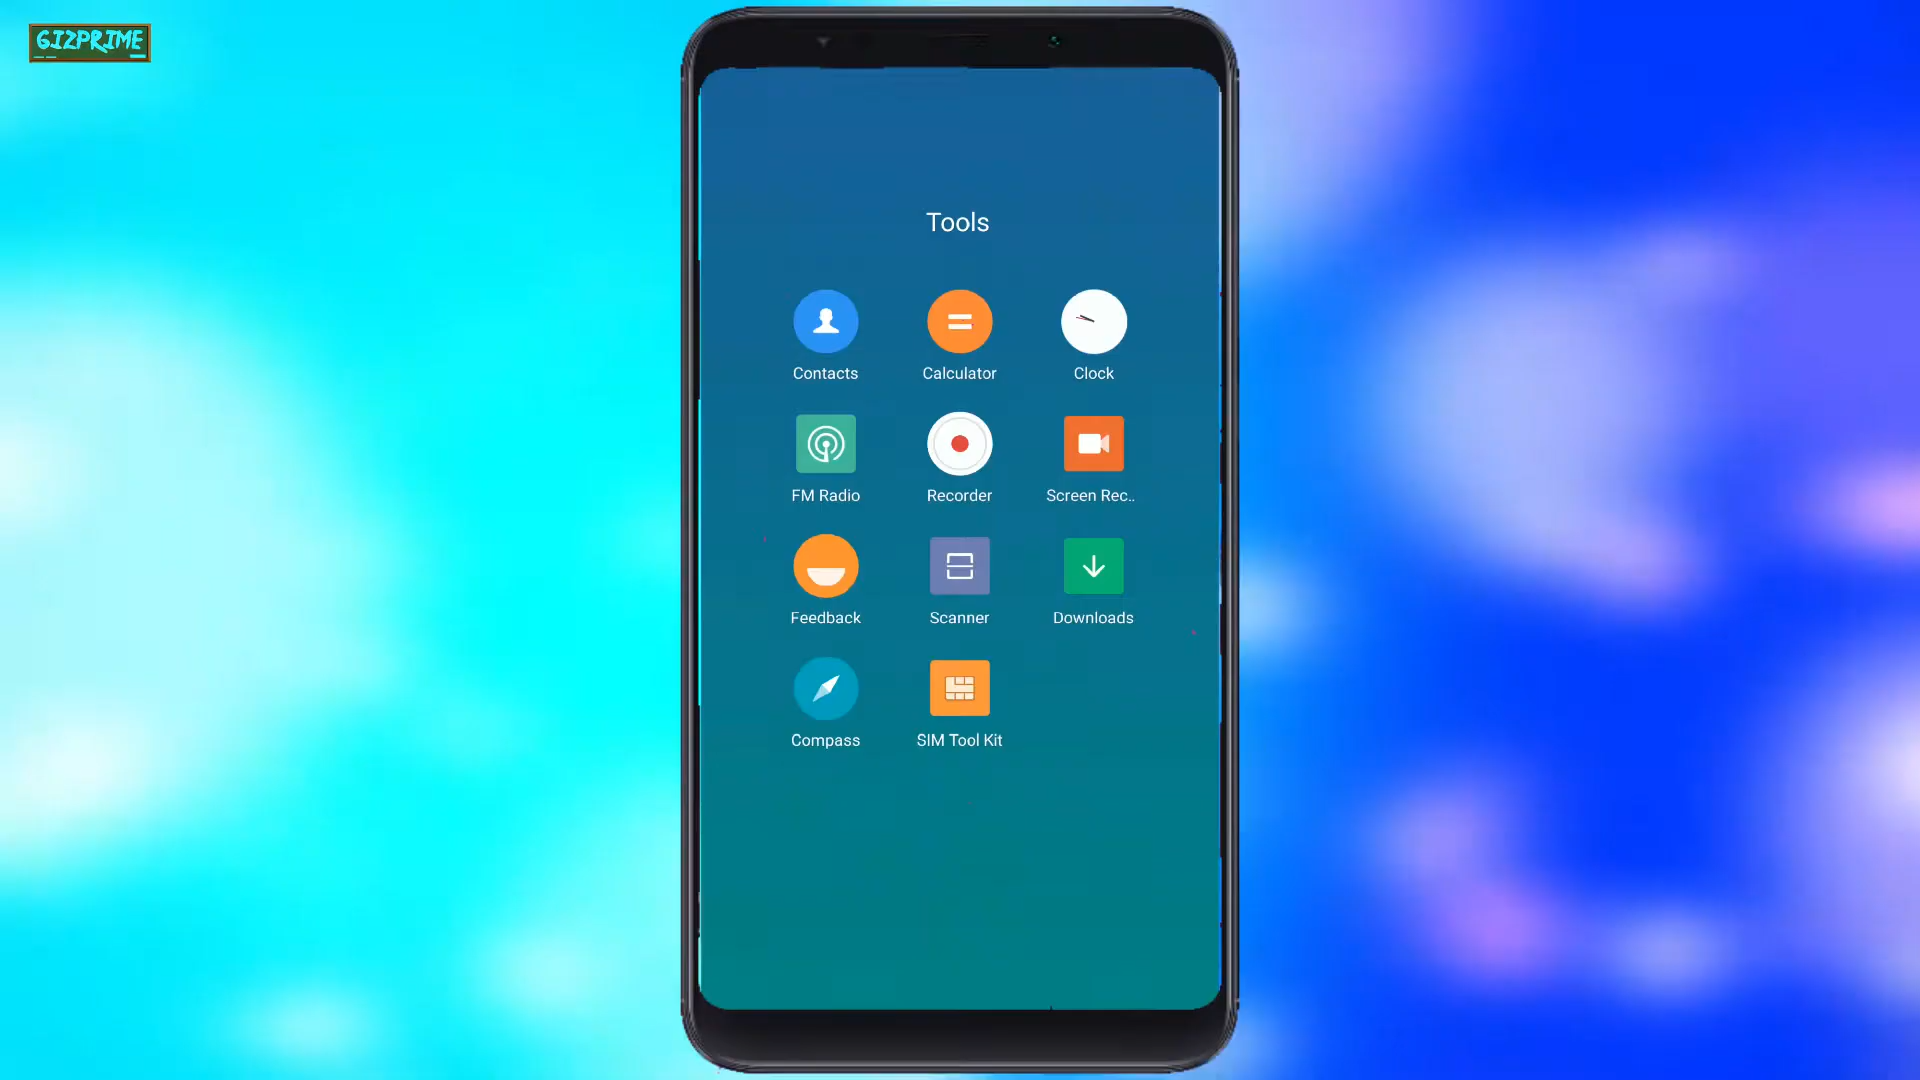 GIZPRIME
Tools
Contacts
Calculator
Clock
FM Radio
Recorder
Screen Rec..
Feedback
Scanner
Downloads
Compass
SIM Tool Kit